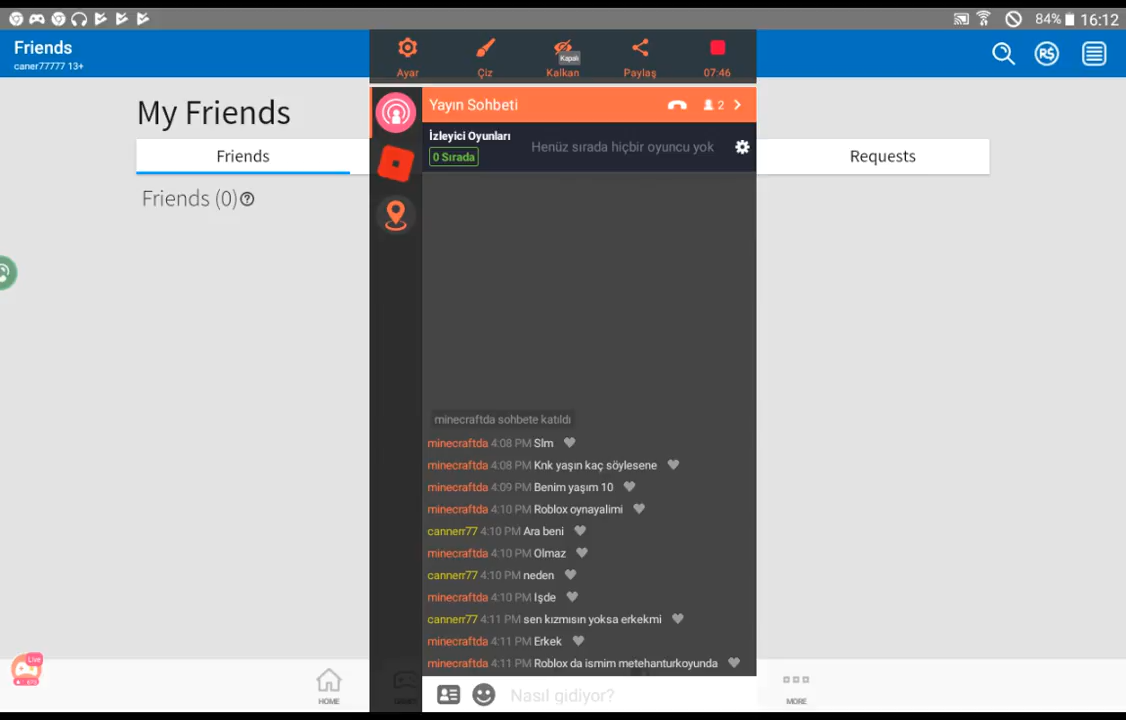 84% 16:12
Friends
caner77777 13+
Ayar
Çiz
Kapalı
Kalkan
Paylaş
07:46
R$
My Friends
Friends
Requests
Friends (0)
Yayın Sohbeti
2
İzleyici Oyunları
0 Sırada
Henüz sırada hiçbir oyuncu yok
minecraftda sohbete katıldı
minecraftda 4:08 PM Slm
minecraftda 4:08 PM Knk yaşın kaç söylesene
minecraftda 4:09 PM Benim yaşım 10
minecraftda 4:10 PM Roblox oynayalimi
cannerr77 4:10 PM Ara beni
minecraftda 4:10 PM Olmaz
cannerr77 4:10 PM neden
minecraftda 4:10 PM Işde
cannerr77 4:11 PM sen kızmısın yoksa erkekmi
minecraftda 4:11 PM Erkek
minecraftda 4:11 PM Roblox da ismim metehanturkoyunda
Nasıl gidiyor?
Live
HOME
MORE